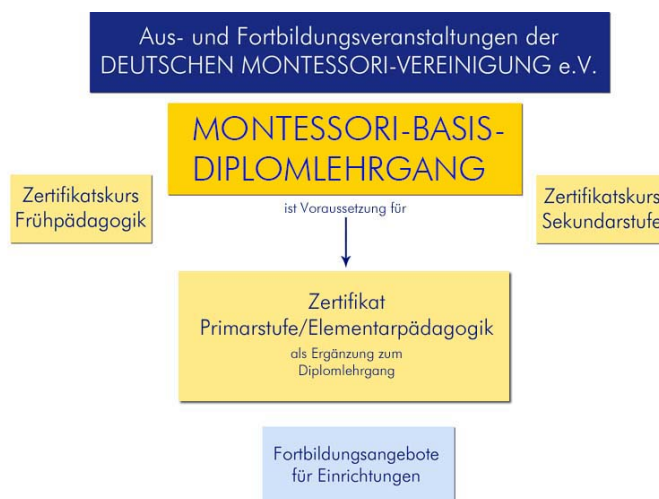 Aus- und Fortbildungsveranstaltungen der
DEUTSCHEN MONTESSORI-VEREINIGUNG e.V.
MONTESSORI-BASIS-
DIPLOMLEHRGANG
Zertifikatskurs
Frühpädagogik
ist Voraussetzung für
Zertifikatskurs
Sekundarstufe
Zertifikat
Primarstufe/Elementarpädagogik
als Ergänzung zum
Diplomlehrgang
Fortbildungsangebote
für Einrichtungen